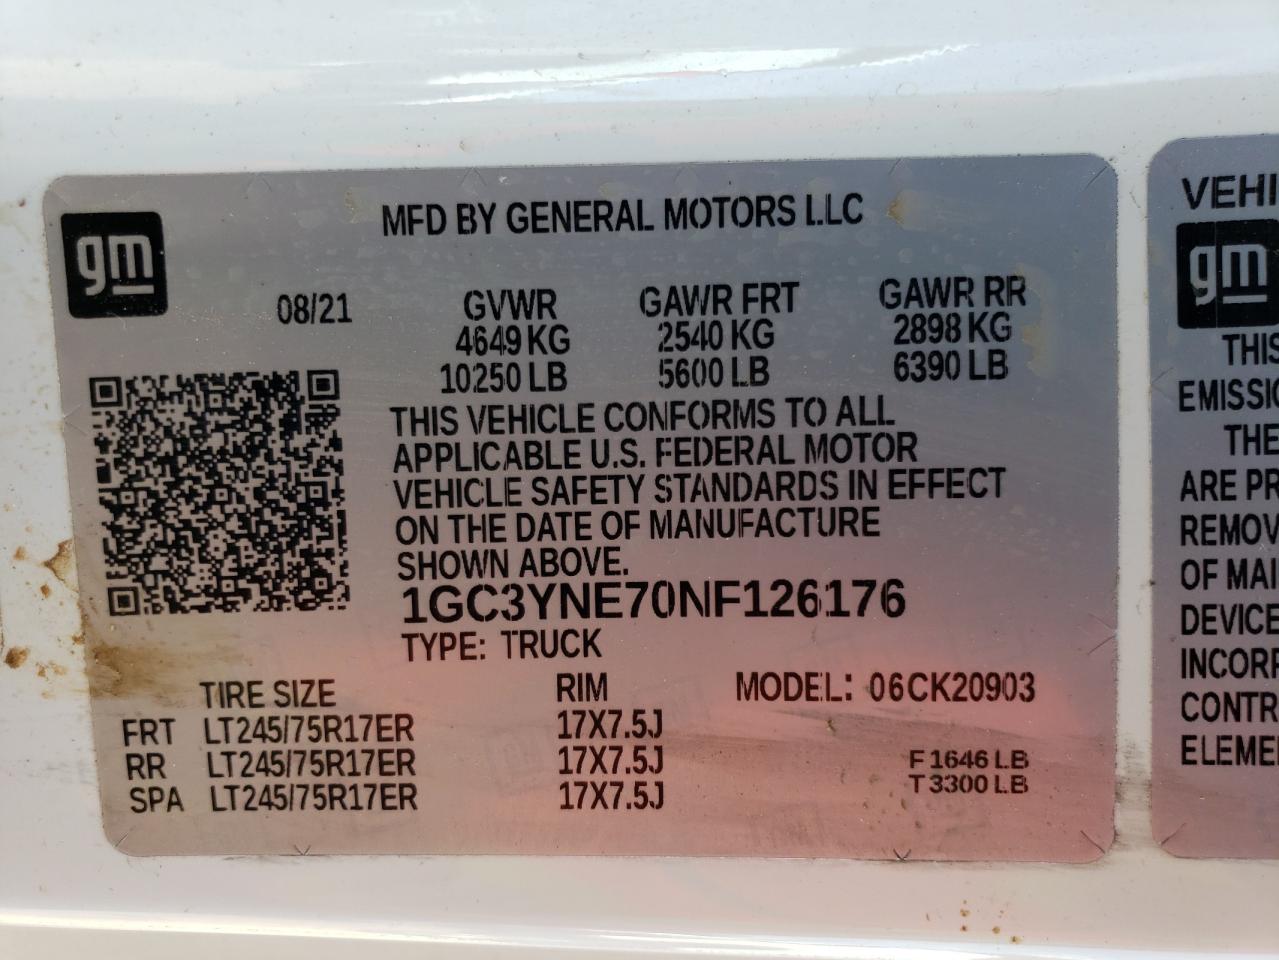 MFD BY GENERAL MOTORS LLC
gm
08/21
GVWR GAWR FRT GAWR RR
4649 KG 2540 KG 2898 KG
10250 LB 5600 LB 6390 LB
THIS VEHICLE CONFORMS TO ALL
APPLICABLE U.S. FEDERAL MOTOR
VEHICLE SAFETY STANDARDS IN EFFECT
ON THE DATE OF MANUFACTURE
SHOWN ABOVE.
1GC3YNE70NF126176
TYPE: TRUCK
TIRE SIZE RIM MODEL: 06CK20903
FRT LT245/75R17ER 17X7.5J
RR LT245/75R17ER 17X7.5J F 1646 LB
SPA LT245/75R17ER 17X7.5J T 3300 LB
VEHI
gm
THIS
EMISSIO
THE
ARE PR
REMOV
OF MAI
DEVICE
INCORP
CONTR
ELEME